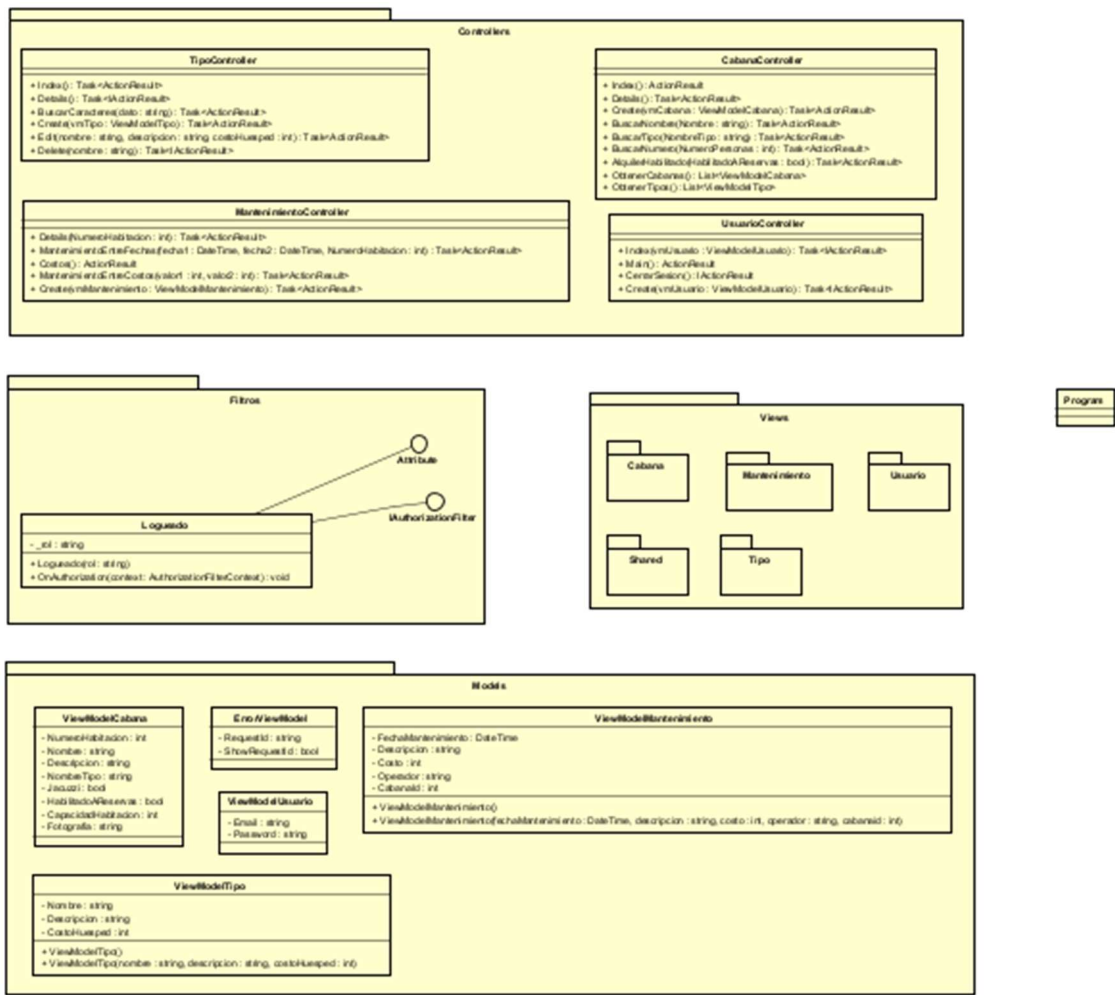 Controllers
TipoController
+ Index() : Task<ActionResult>
+ Details() : Task<IActionResult>
+ BuscarCaracteres(dato : string) : Task<ActionResult>
+ Create(vmTipo : ViewModelTipo) : Task<ActionResult>
+ Edit(nombre : string, descripcion : string, costoHuesped : int) : Task<ActionResult>
+ Delete(nombre : string) : Task<IActionResult>
CabanaController
+ Index() : ActionResult
+ Details() : Task<ActionResult>
+ Create(vmCabana : ViewModelCabana) : Task<ActionResult>
+ BuscarNombre(Nombre : string) : Task<ActionResult>
+ BuscarTipo(NombreTipo : string) : Task<ActionResult>
+ BuscarNumero(NumeroPersonas : int) : Task<ActionResult>
+ AlquilerHabilitado(HabilitadoAReservas : bool) : Task<ActionResult>
+ ObtenerCabanas() : List<ViewModelCabana>
+ ObtenerTipos() : List<ViewModelTipo>
MantenimientoController
+ Details(NumeroHabitacion : int) : Task<ActionResult>
+ MantenimientoEntreFechas(fecha1 : DateTime, fecha2 : DateTime, NumeroHabitacion : int) : Task<ActionResult>
+ Costos() : ActionResult
+ MantenimientoEntreCostos(valor1 : int, valor2 : int) : Task<ActionResult>
+ Create(vmMantenimiento : ViewModelMantenimiento) : Task<ActionResult>
UsuarioController
+ Index(vmUsuario : ViewModelUsuario) : Task<IActionResult>
+ Main() : ActionResult
+ CerrarSesion() : IActionResult
+ Create(vmUsuario : ViewModelUsuario) : Task<IActionResult>
Filtros
Attribute
IAuthorizationFilter
Logueado
- _rol : string
+ Logueado(rol : string)
+ OnAuthorization(context : AuthorizationFilterContext) : void
Views
Cabana
Mantenimiento
Usuario
Shared
Tipo
Program
Models
ViewModelCabana
- NumeroHabitacion : int
- Nombre : string
- Descripcion : string
- NombreTipo : string
- Jacuzzi : bool
- HabilitadoAReservas : bool
- CapacidadHabitacion : int
- Fotografia : string
ErrorViewModel
- RequestId : string
- ShowRequestId : bool
ViewModelUsuario
- Email : string
- Password : string
ViewModelMantenimiento
- FechaMantenimiento : DateTime
- Descripcion : string
- Costo : int
- Operador : string
- CabanaId : int
+ ViewModelMantenimiento()
+ ViewModelMantenimiento(fechaMantenimiento : DateTime, descripcion : string, costo : int, operador : string, cabanaid : int)
ViewModelTipo
- Nombre : string
- Descripcion : string
- CostoHuesped : int
+ ViewModelTipo()
+ ViewModelTipo(nombre : string, descripcion : string, costoHuesped : int)